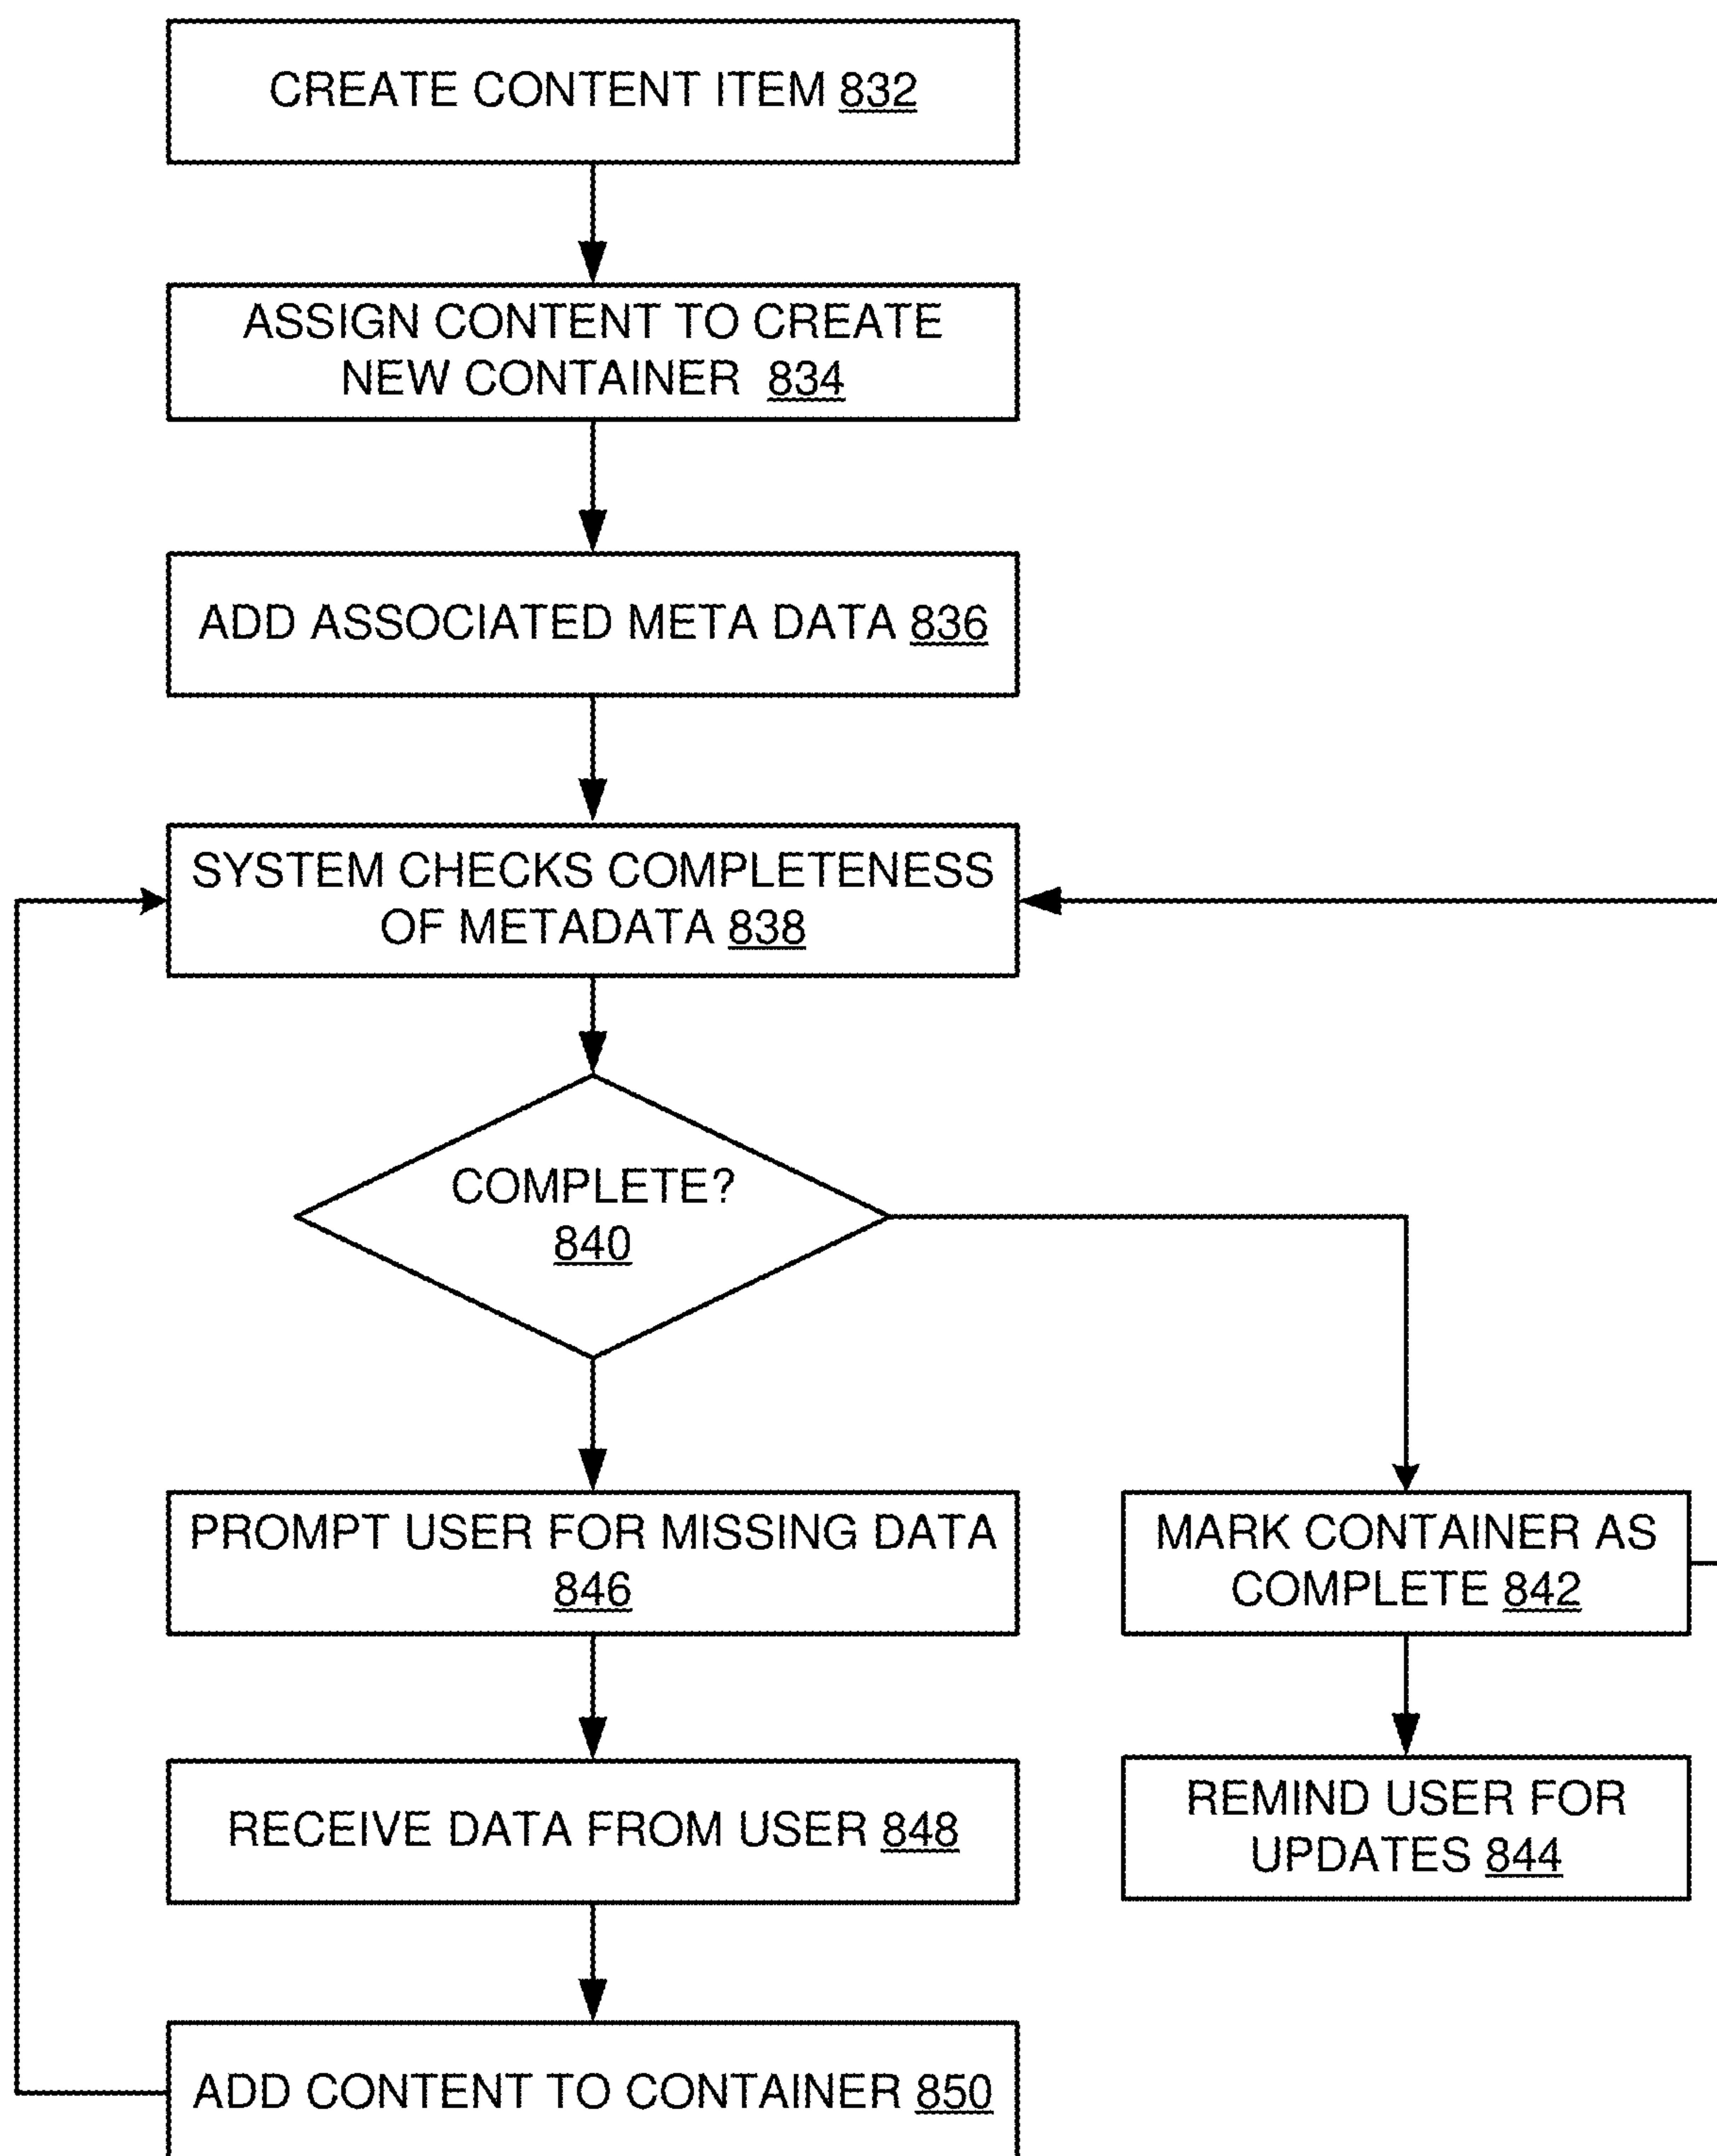 CREATE CONTENT ITEM 832
ASSIGN CONTENT TO CREATE
NEW CONTAINER 834
ADD ASSOCIATED META DATA 836
SYSTEM CHECKS COMPLETENESS
OF METADATA 838
COMPLETE?
840
PROMPT USER FOR MISSING DATA
846
MARK CONTAINER AS
COMPLETE 842
RECEIVE DATA FROM USER 848
REMIND USER FOR
UPDATES 844
ADD CONTENT TO CONTAINER 850